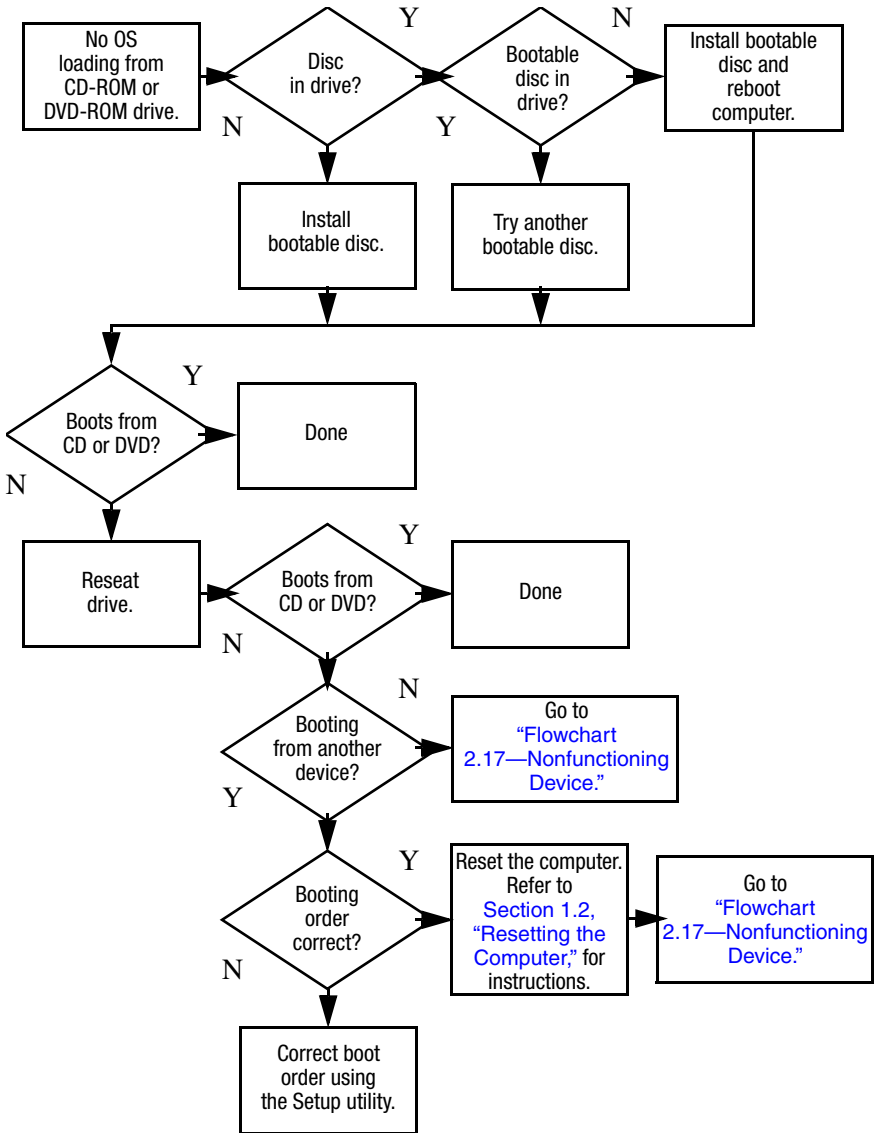 No OS
loading from
CD-ROM or
DVD-ROM drive.
Disc
in drive?
Y
N
Bootable
disc in
drive?
N
Y
Install bootable
disc and
reboot
computer.
Install
bootable disc.
Try another
bootable disc.
Boots from
CD or DVD?
Y
N
Done
Reseat
drive.
Boots from
CD or DVD?
Y
N
Done
Booting
from another
device?
N
Y
Go to
“Flowchart
2.17—Nonfunctioning
Device.”
Booting
order
correct?
Y
N
Reset the computer.
Refer to
Section 1.2,
“Resetting the
Computer,” for
instructions.
Go to
“Flowchart
2.17—Nonfunctioning
Device.”
Correct boot
order using
the Setup utility.